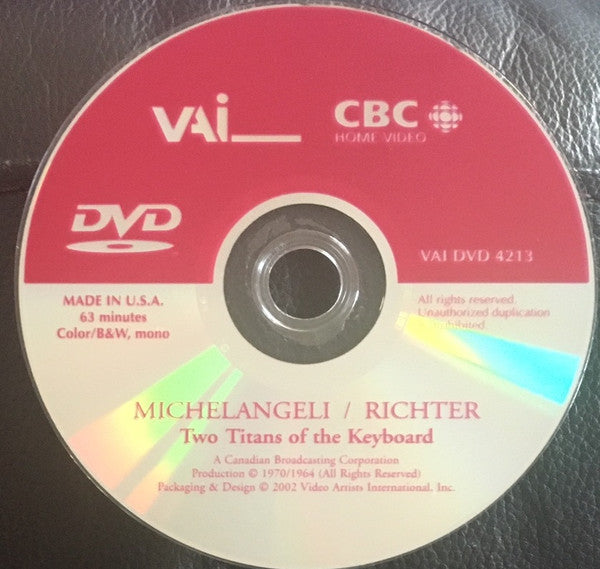 VAI
CBC
HOME VIDEO
DVD
VAI DVD 4213
MADE IN U.S.A.
63 minutes
Color/B&W, mono
All rights reserved.
Unauthorized duplication
MICHELANGELI / RICHTER
Two Titans of the Keyboard
A Canadian Broadcasting Corporation
Production © 1970/1964 (All Rights Reserved)
Packaging & Design © 2002 Video Artists International, Inc.